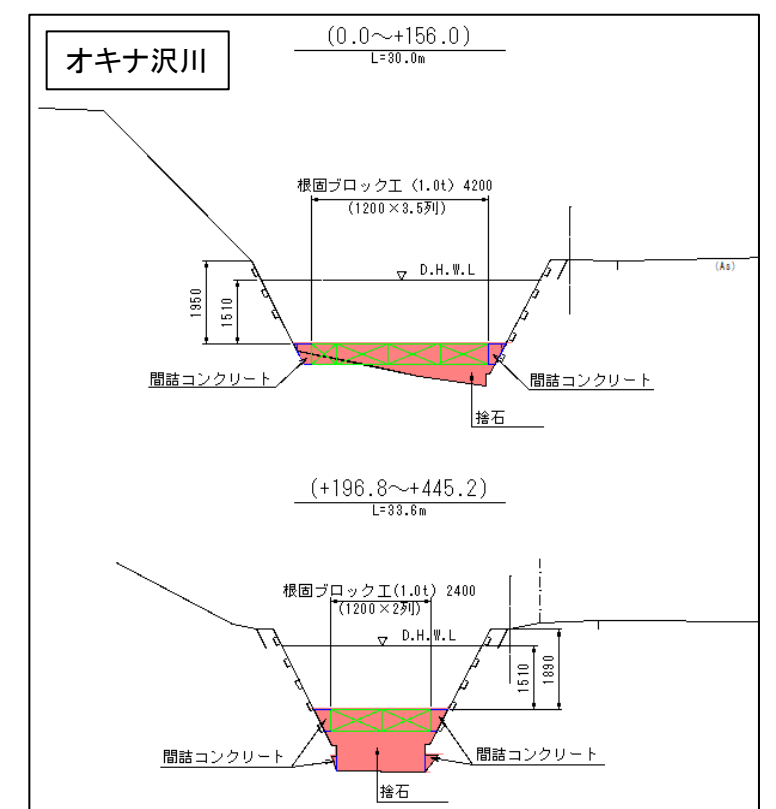 オキナ沢川
(0.0～+156.0)
L=30.0m
根固ブロック工 (1.0t) 4200
(1200×3.5列)
▽ D.H.W.L
(As)
1950
1510
間詰コンクリート
間詰コンクリート
捨石
(+196.8～+445.2)
L=33.6m
根固ブロック工(1.0t) 2400
(1200×2列)
▽ D.H.W.L
1510
1890
間詰コンクリート
間詰コンクリート
捨石